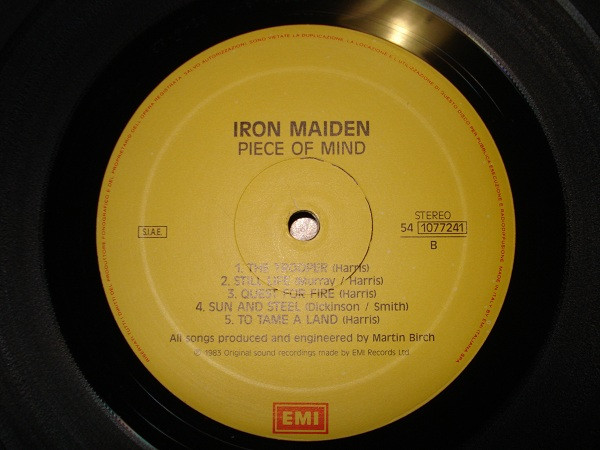 IRON MAIDEN
PIECE OF MIND
S.I.A.E.
STEREO
54 1077241
B
1. THE TROOPER (Harris)
2. STILL LIFE (Murray / Harris)
3. QUEST FOR FIRE (Harris)
4. SUN AND STEEL (Dickinson / Smith)
5. TO TAME A LAND (Harris)
All songs produced and engineered by Martin Birch
© 1983 Original sound recordings made by EMI Records Ltd.
EMI